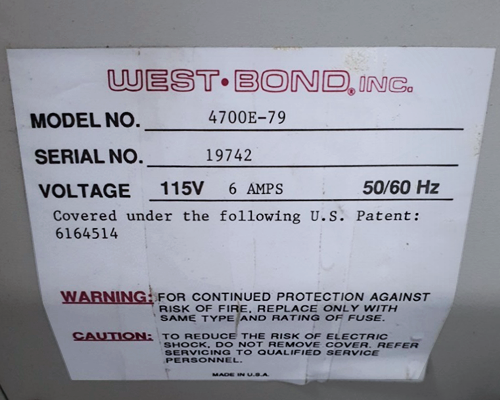 WEST·BOND® INC.
MODEL NO. 4700E-79
SERIAL NO. 19742
VOLTAGE 115V 6 AMPS 50/60 Hz
Covered under the following U.S. Patent:
6164514
WARNING: FOR CONTINUED PROTECTION AGAINST
RISK OF FIRE, REPLACE ONLY WITH
SAME TYPE AND RATING OF FUSE.
CAUTION: TO REDUCE THE RISK OF ELECTRIC
SHOCK, DO NOT REMOVE COVER. REFER
SERVICING TO QUALIFIED SERVICE
PERSONNEL.
MADE IN U.S.A.